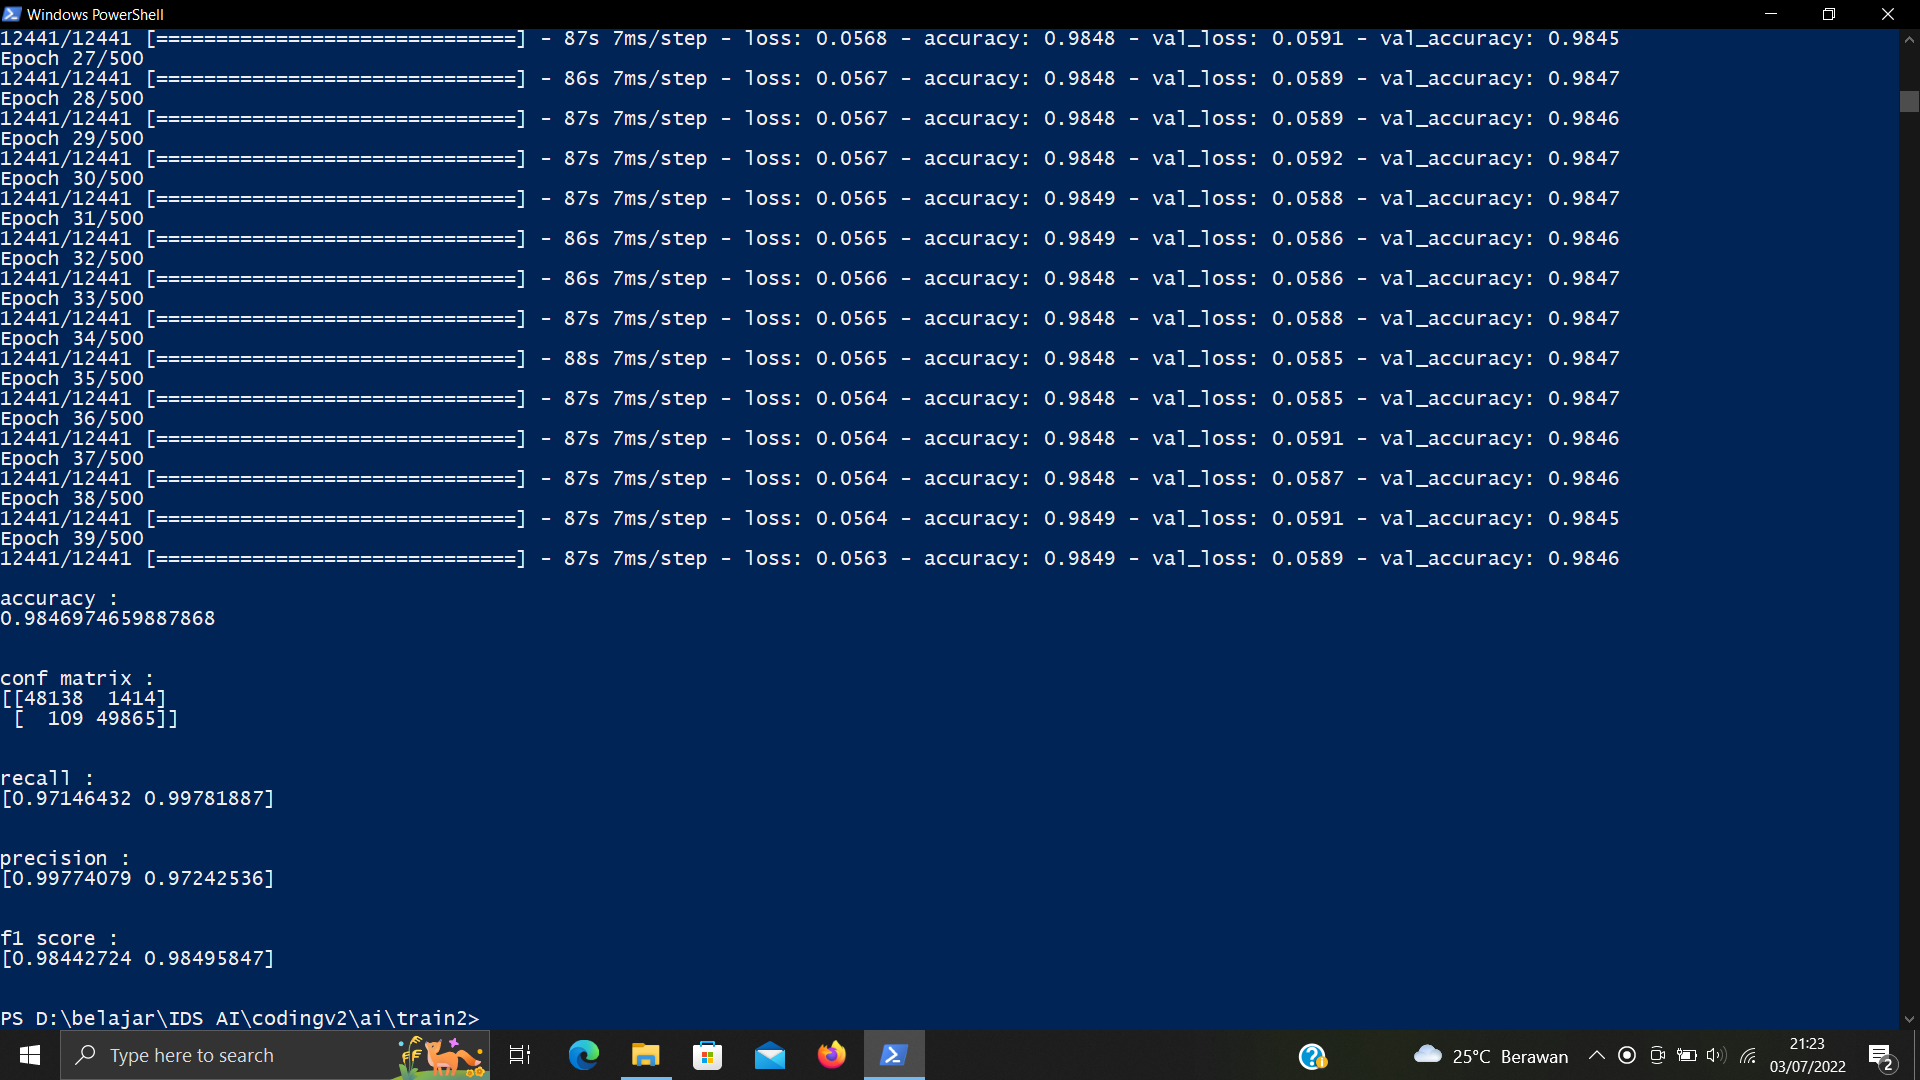 Windows PowerShell
12441/12441 [==============================] - 87s 7ms/step - loss: 0.0568 - accuracy: 0.9848 - val_loss: 0.0591 - val_accuracy: 0.9845
Epoch 27/500
12441/12441 [==============================] - 86s 7ms/step - loss: 0.0567 - accuracy: 0.9848 - val_loss: 0.0589 - val_accuracy: 0.9847
Epoch 28/500
12441/12441 [==============================] - 87s 7ms/step - loss: 0.0567 - accuracy: 0.9848 - val_loss: 0.0589 - val_accuracy: 0.9846
Epoch 29/500
12441/12441 [==============================] - 87s 7ms/step - loss: 0.0567 - accuracy: 0.9848 - val_loss: 0.0592 - val_accuracy: 0.9847
Epoch 30/500
12441/12441 [==============================] - 87s 7ms/step - loss: 0.0565 - accuracy: 0.9849 - val_loss: 0.0588 - val_accuracy: 0.9847
Epoch 31/500
12441/12441 [==============================] - 86s 7ms/step - loss: 0.0565 - accuracy: 0.9849 - val_loss: 0.0586 - val_accuracy: 0.9846
Epoch 32/500
12441/12441 [==============================] - 86s 7ms/step - loss: 0.0566 - accuracy: 0.9848 - val_loss: 0.0586 - val_accuracy: 0.9847
Epoch 33/500
12441/12441 [==============================] - 87s 7ms/step - loss: 0.0565 - accuracy: 0.9848 - val_loss: 0.0588 - val_accuracy: 0.9847
Epoch 34/500
12441/12441 [==============================] - 88s 7ms/step - loss: 0.0565 - accuracy: 0.9848 - val_loss: 0.0585 - val_accuracy: 0.9847
Epoch 35/500
12441/12441 [==============================] - 87s 7ms/step - loss: 0.0564 - accuracy: 0.9848 - val_loss: 0.0585 - val_accuracy: 0.9847
Epoch 36/500
12441/12441 [==============================] - 87s 7ms/step - loss: 0.0564 - accuracy: 0.9848 - val_loss: 0.0591 - val_accuracy: 0.9846
Epoch 37/500
12441/12441 [==============================] - 87s 7ms/step - loss: 0.0564 - accuracy: 0.9848 - val_loss: 0.0587 - val_accuracy: 0.9846
Epoch 38/500
12441/12441 [==============================] - 87s 7ms/step - loss: 0.0564 - accuracy: 0.9849 - val_loss: 0.0591 - val_accuracy: 0.9845
Epoch 39/500
12441/12441 [==============================] - 87s 7ms/step - loss: 0.0563 - accuracy: 0.9849 - val_loss: 0.0589 - val_accuracy: 0.9846
accuracy :
0.9846974659887868
conf matrix :
[[48138  1414]
 [  109 49865]]
recall :
[0.97146432 0.99781887]
precision :
[0.99774079 0.97242536]
f1 score :
[0.98442724 0.98495847]
PS D:\belajar\IDS AI\codingv2\ai\train2>
Type here to search
25°C Berawan
21:23
03/07/2022
2